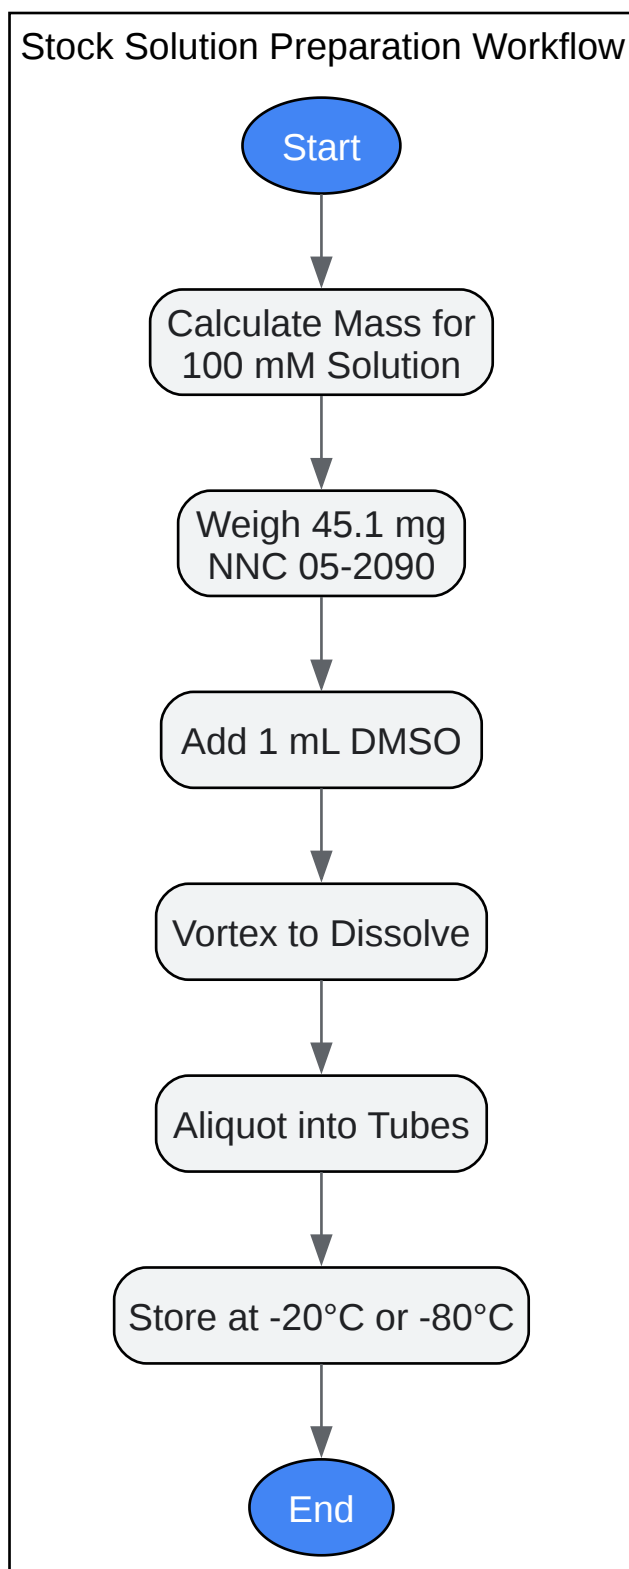 Stock Solution Preparation Workflow
Start
Calculate Mass for
100 mM Solution
Weigh 45.1 mg
NNC 05-2090
Add 1 mL DMSO
Vortex to Dissolve
Aliquot into Tubes
Store at -20°C or -80°C
End